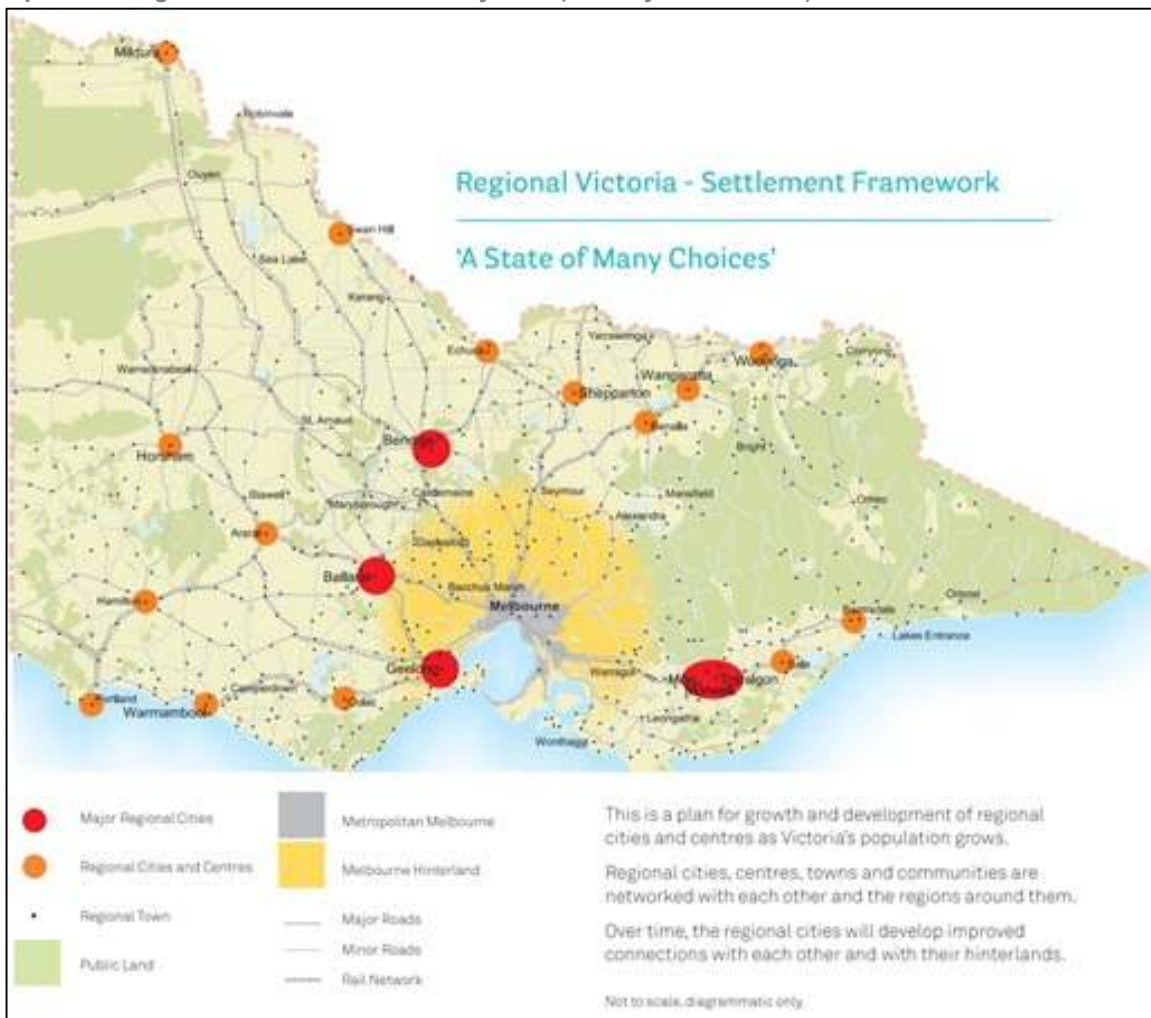 Regional Victoria - Settlement Framework
'A State of Many Choices'
Mildura
Robinvale
Ouyen
Swan Hill
Sea Lake
Kerang
Echuca
Yarrawonga
Wodonga
Corryong
Warracknabeal
Wangaratta
Shepparton
St. Arnaud
Benalla
Bendigo
Horsham
Bright
Stawell
Castlemaine
Seymour
Mansfield
Omeo
Maryborough
Alexandra
Ararat
Ballarat
Bacchus Marsh
Hamilton
Melbourne
Orbost
Bairnsdale
Lakes Entrance
Geelong
Warragul
Sale
Portland
Camperdown
Colac
Warrnambool
Leongatha
Wonthaggi
Major Regional Cities
Regional Cities and Centres
Regional Town
Public Land
Metropolitan Melbourne
Melbourne Hinterland
Major Roads
Minor Roads
Rail Network
This is a plan for growth and development of regional
cities and centres as Victoria's population grows.
Regional cities, centres, towns and communities are
networked with each other and the regions around them.
Over time, the regional cities will develop improved
connections with each other and with their hinterlands.
Not to scale, diagrammatic only.